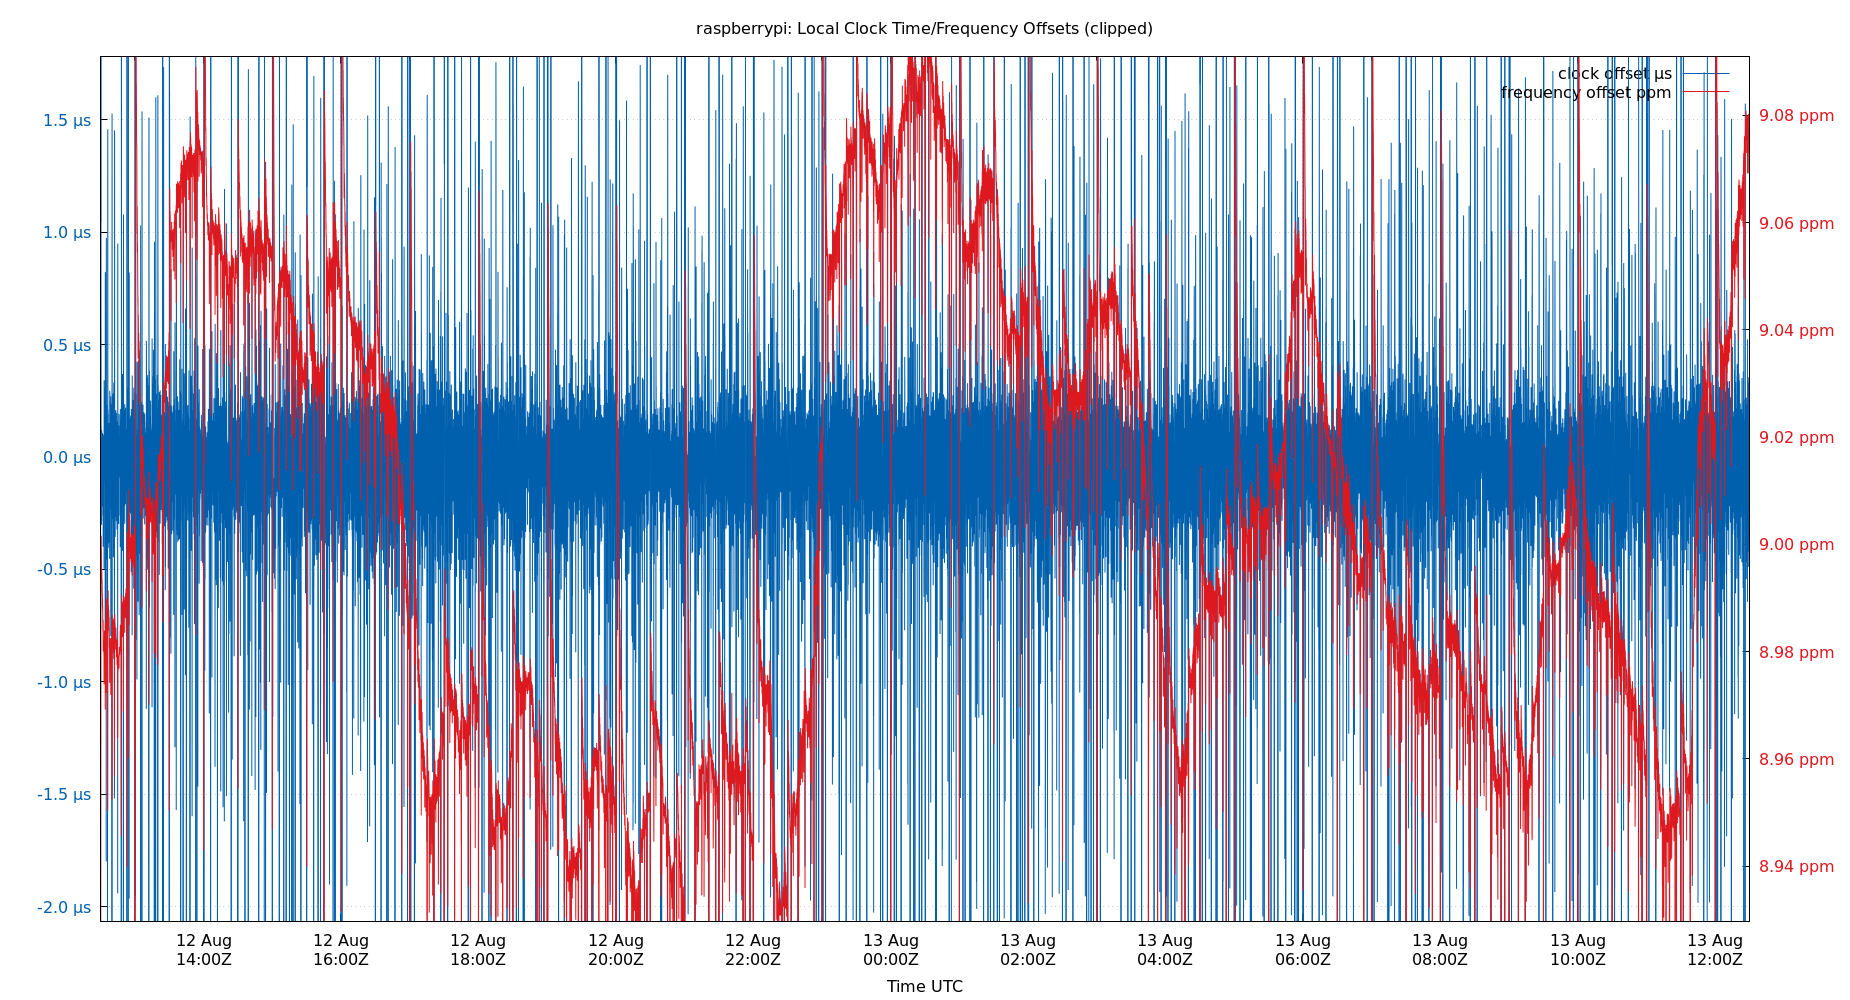 raspberrypi: Local Clock Time/Frequency Offsets (clipped)
clock offset µs
frequency offset ppm
1.5 µs
1.0 µs
0.5 µs
0.0 µs
-0.5 µs
-1.0 µs
-1.5 µs
-2.0 µs
9.08 ppm
9.06 ppm
9.04 ppm
9.02 ppm
9.00 ppm
8.98 ppm
8.96 ppm
8.94 ppm
12 Aug 12 Aug 12 Aug 12 Aug 12 Aug 13 Aug 13 Aug 13 Aug 13 Aug 13 Aug 13 Aug 13 Aug
14:00Z 16:00Z 18:00Z 20:00Z 22:00Z 00:00Z 02:00Z 04:00Z 06:00Z 08:00Z 10:00Z 12:00Z
Time UTC